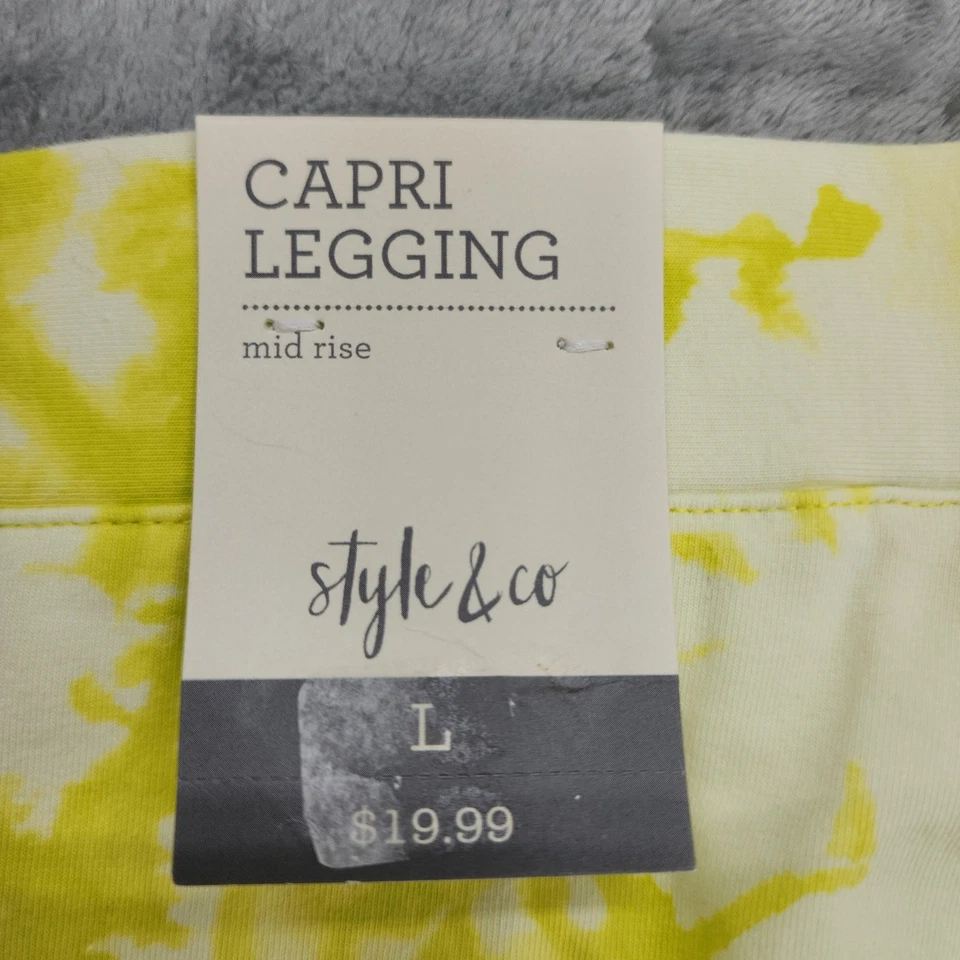 CAPRI
LEGGING
mid rise
style & co
L
$19.99